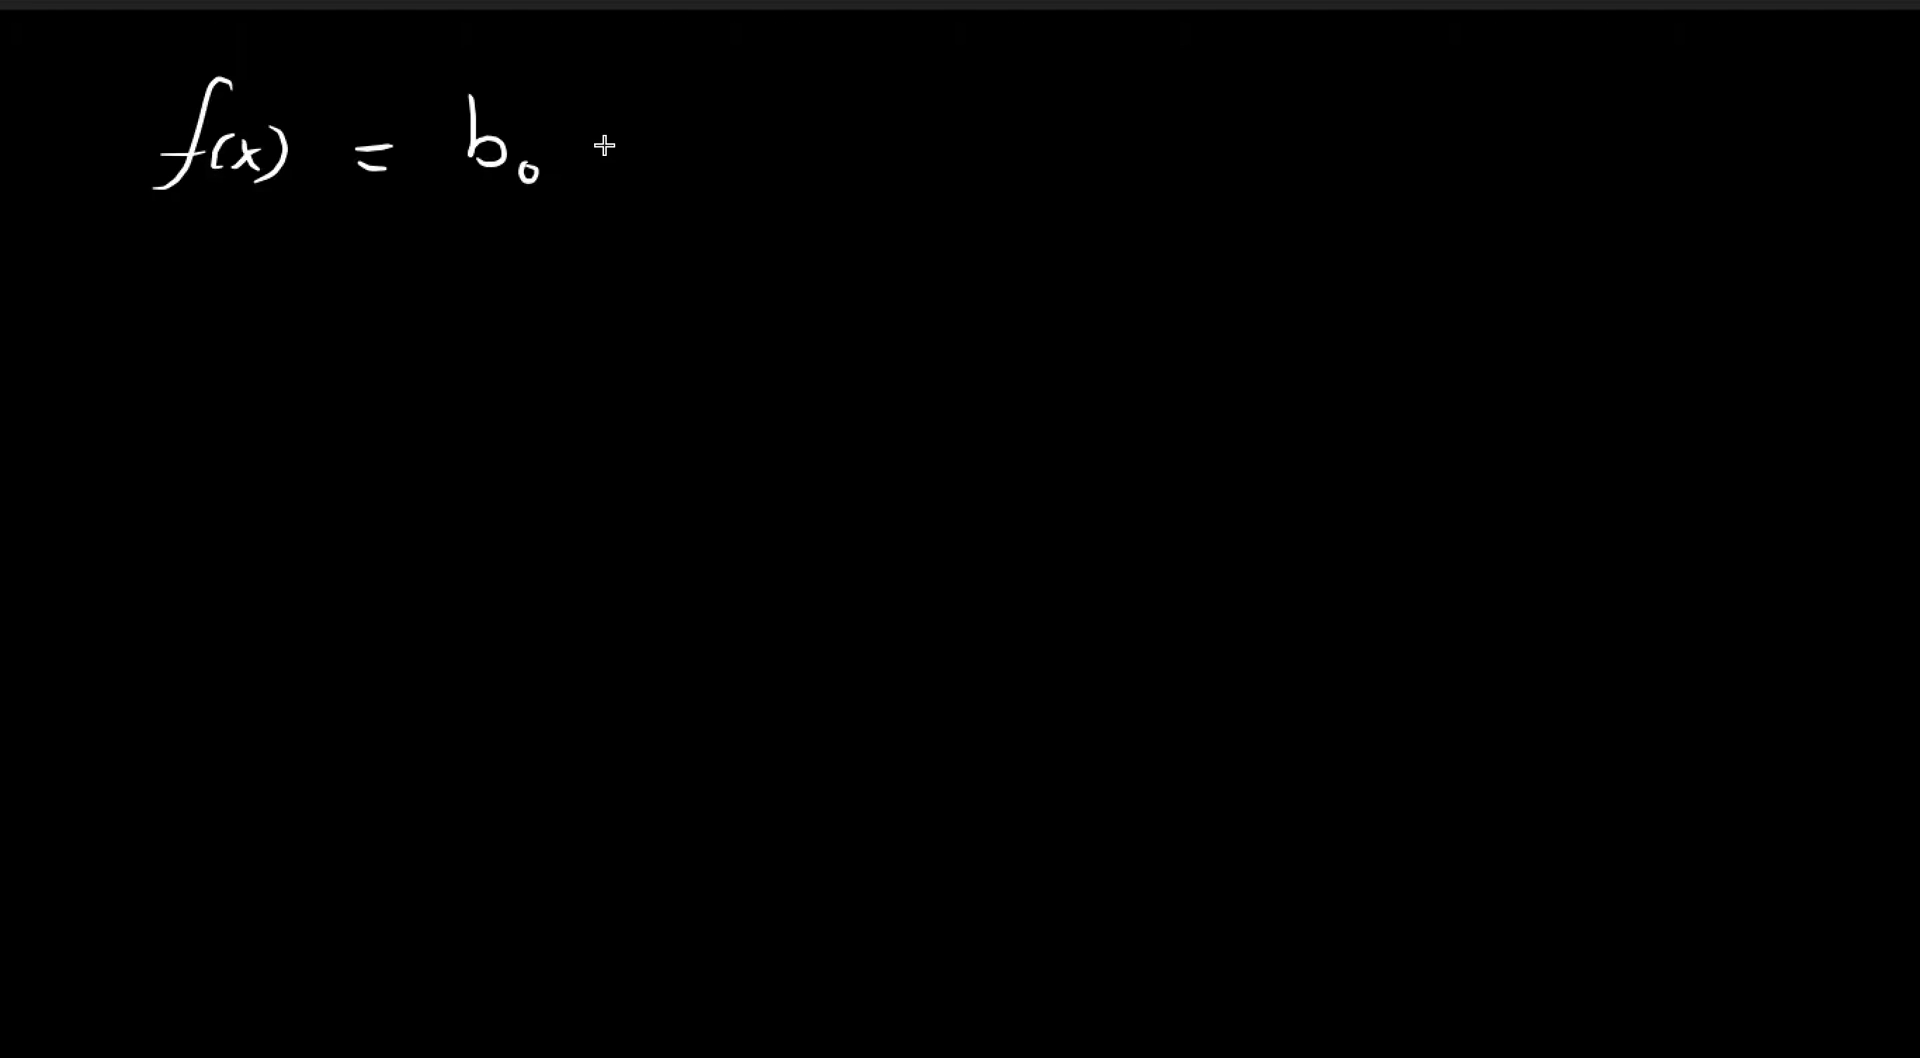 f(x) = b₀